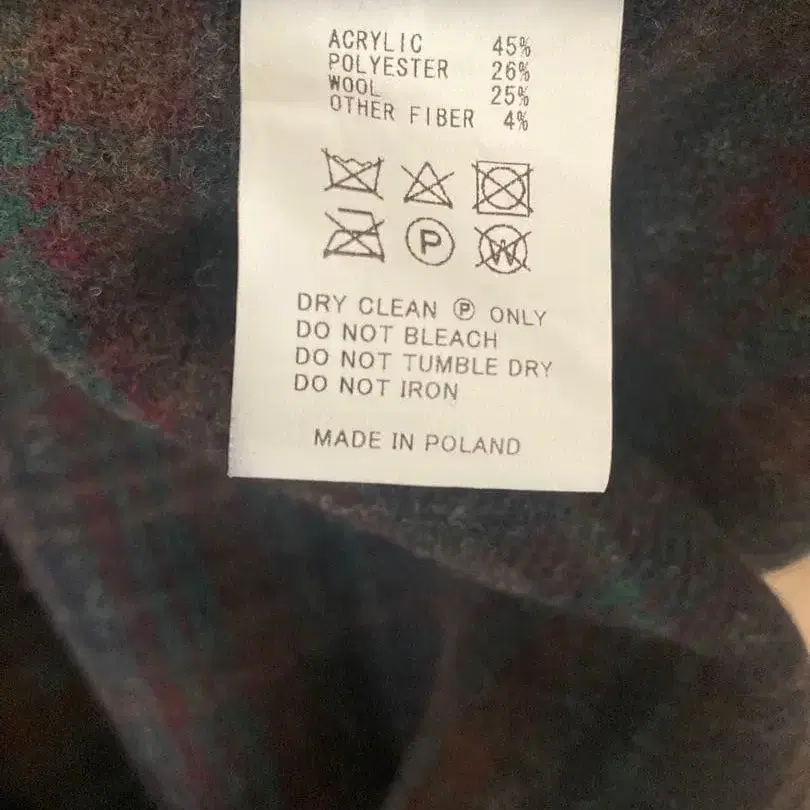 ACRYLIC 45%
POLYESTER 26%
WOOL 25%
OTHER FIBER 4%
P W
DRY CLEAN Ⓟ ONLY
DO NOT BLEACH
DO NOT TUMBLE DRY
DO NOT IRON
MADE IN POLAND